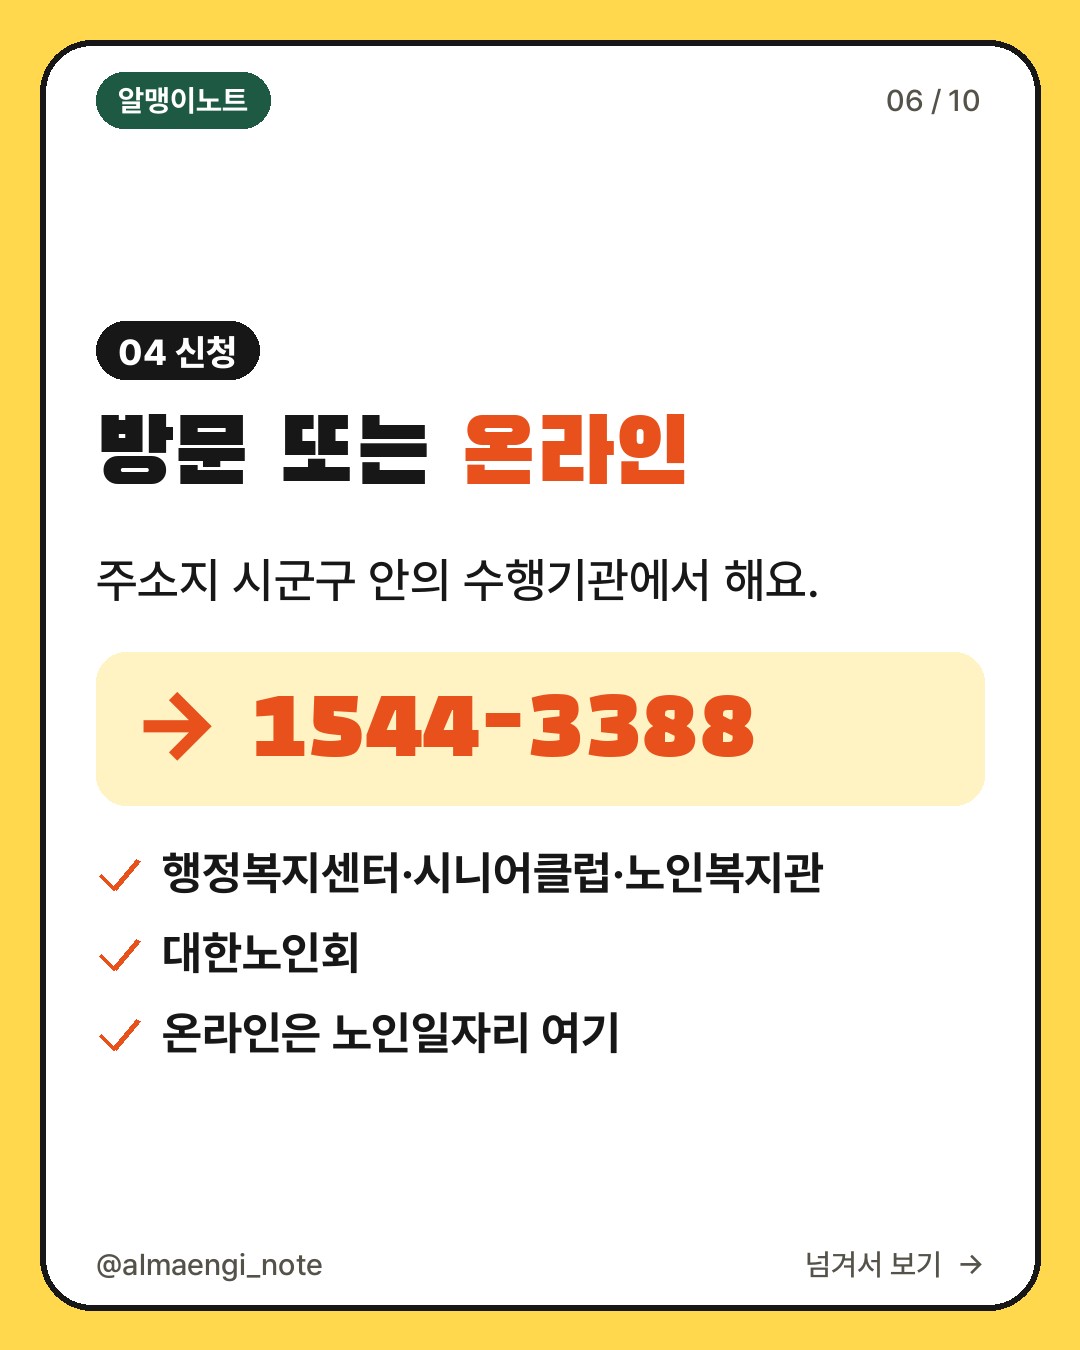 알맹이노트
06 / 10
04 신청
방문 또는 온라인
주소지 시군구 안의 수행기관에서 해요.
→ 1544-3388
행정복지센터·시니어클럽·노인복지관
대한노인회
온라인은 노인일자리 여기
@almaengi_note
넘겨서 보기 →